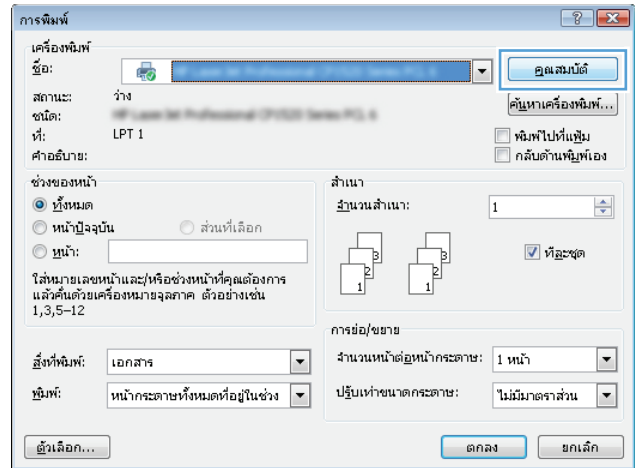 การพิมพ์
เครื่องพิมพ์
ชื่อ:
คุณสมบัติ
สถานะ: ว่าง
ชนิด:
ค้นหาเครื่องพิมพ์...
ที่: LPT 1
พิมพ์ไปที่แฟ้ม
คำอธิบาย:
กลับด้านพิมพ์เอง
ช่วงของหน้า
ทั้งหมด
หน้าปัจจุบัน ส่วนที่เลือก
หน้า:
ใส่หมายเลขหน้าและ/หรือช่วงหน้าที่คุณต้องการ
แล้วคั่นด้วยเครื่องหมายจุลภาค ตัวอย่างเช่น
1,3,5–12
สำเนา
จำนวนสำเนา: 1
3 3
2 2
1 1
ทีละชุด
สิ่งที่พิมพ์: เอกสาร
พิมพ์: หน้ากระดาษทั้งหมดที่อยู่ในช่วง
การย่อ/ขยาย
จำนวนหน้าต่อหน้ากระดาษ: 1 หน้า
ปรับเท่าขนาดกระดาษ: ไม่มีมาตราส่วน
ตัวเลือก...
ตกลง ยกเลิก